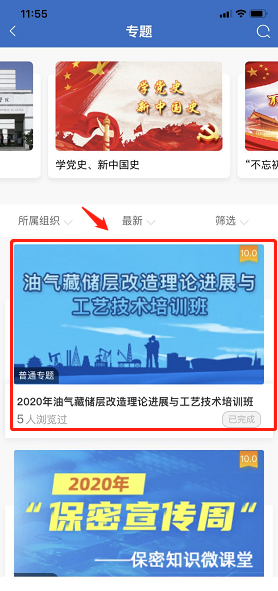 11:55
专题
学党史
新中国史
学党史、新中国史
“不忘初
所属组织
最新
筛选
10.0
油气藏储层改造理论进展与
工艺技术培训班
普通专题
2020年油气藏储层改造理论进展与工艺技术培训班
5人浏览过
已完成
10.0
2020年
“保密宣传周”
——保密知识微课堂